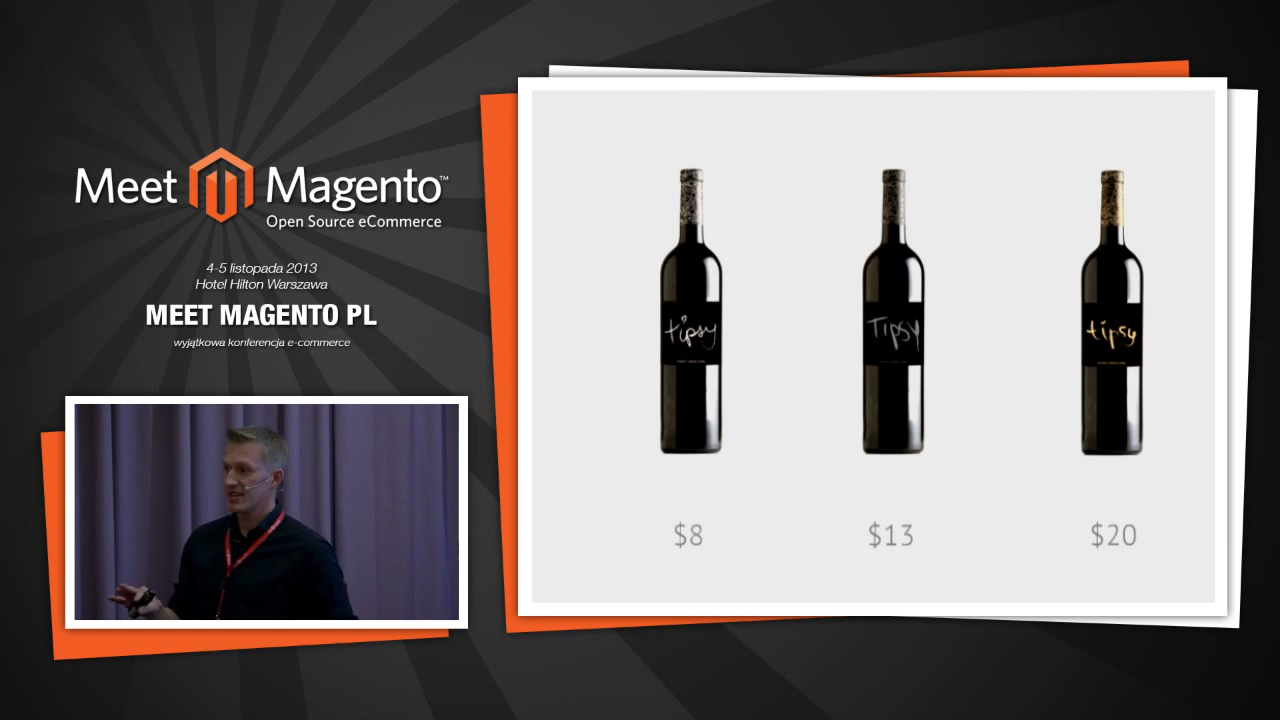 Meet Magento™
Open Source eCommerce
4-5 listopada 2013
Hotel Hilton Warszawa
MEET MAGENTO PL
wyjątkowa konferencja e-commerce
tipsy
Tipsy
tipsy
$8
$13
$20